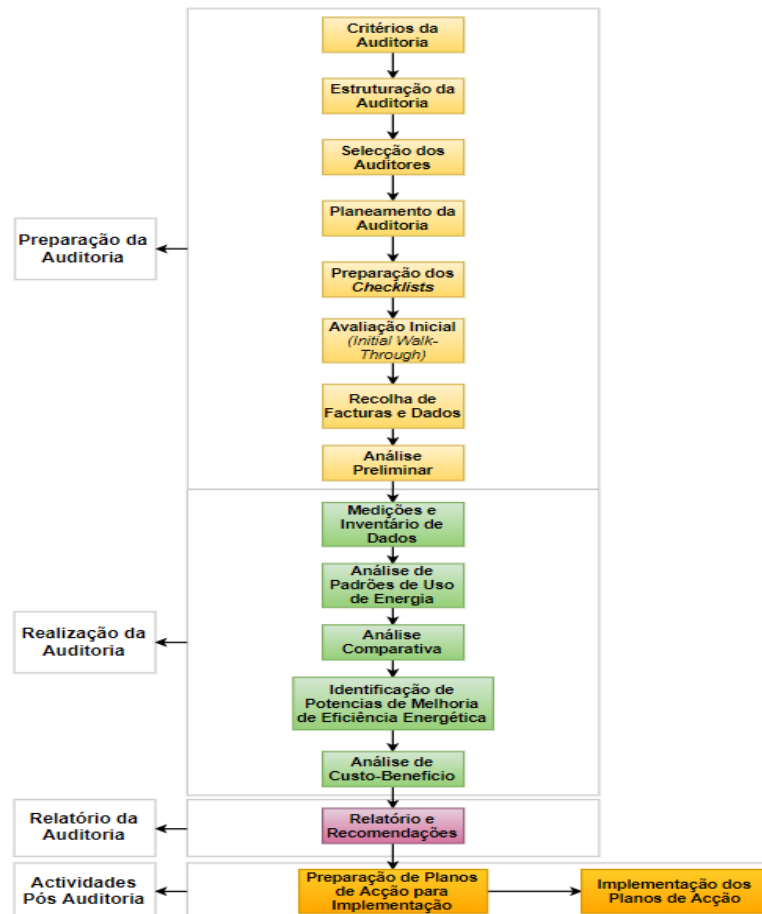 Critérios da
Auditoria
Estruturação da
Auditoria
Selecção dos
Auditores
Planeamento da
Auditoria
Preparação da
Auditoria
Preparação dos
Checklists
Avaliação Inicial
(Initial Walk-
Through)
Recolha de
Facturas e Dados
Análise
Preliminar
Medições e
Inventário de
Dados
Análise de
Padrões de Uso
de Energia
Realização da
Auditoria
Análise
Comparativa
Identificação de
Potencias de Melhoria
de Eficiência Energética
Análise de
Custo-Beneficio
Relatório da
Auditoria
Relatório e
Recomendações
Actividades
Pós Auditoria
Preparação de Planos
de Acção para
Implementação
Implementação dos
Planos de Acção